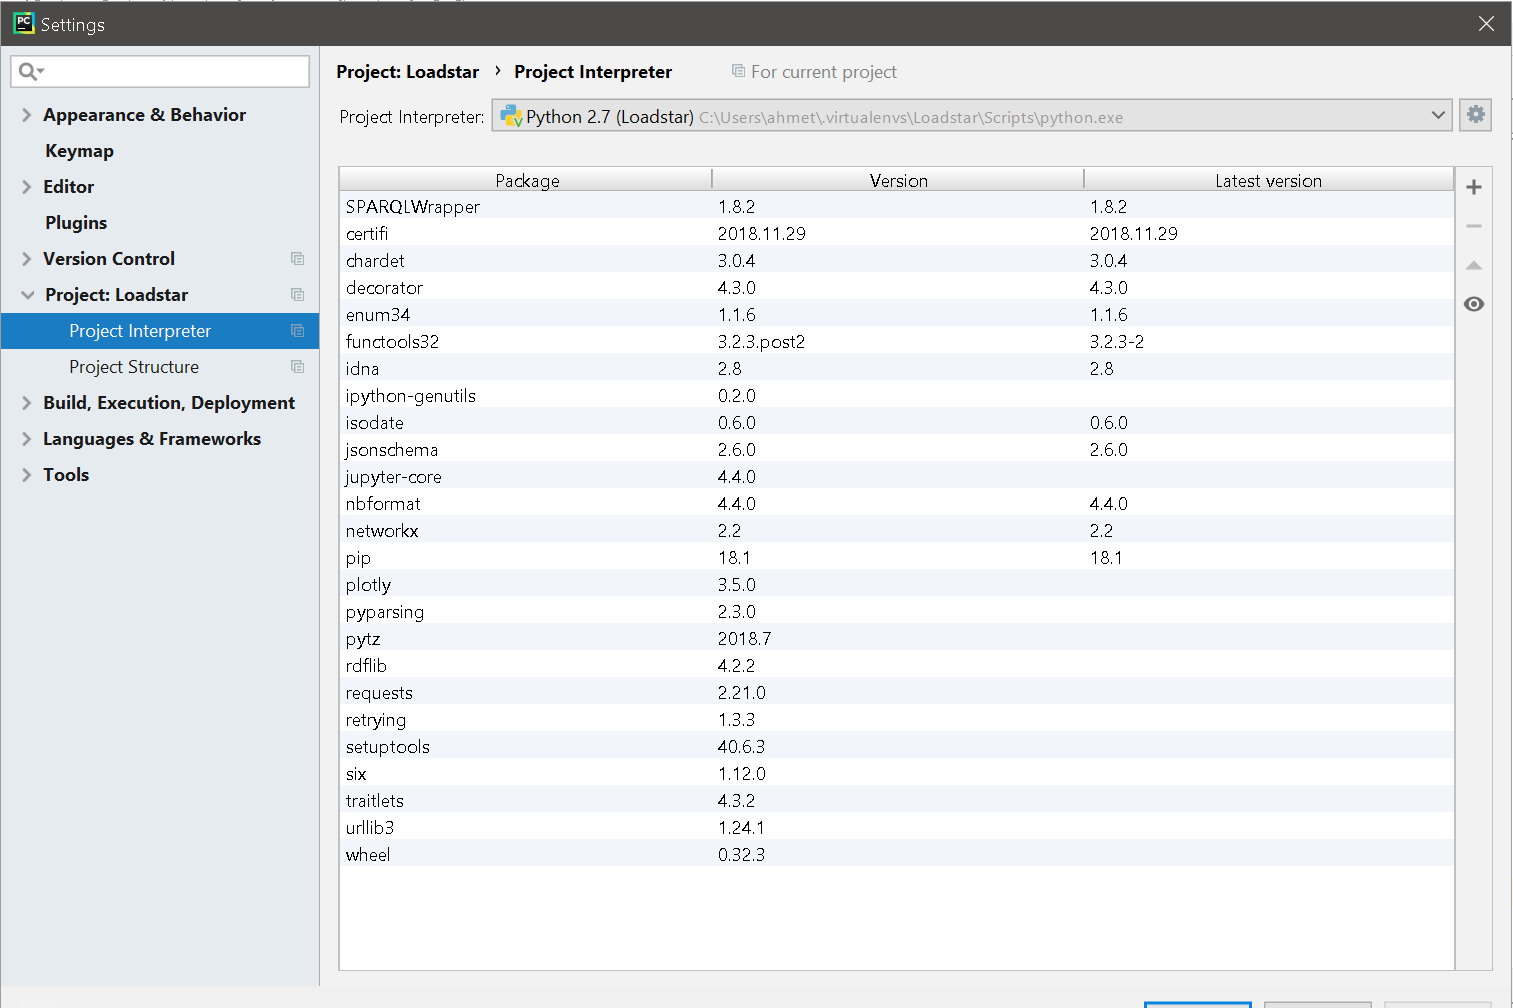 PC Settings
Project: Loadstar › Project Interpreter For current project
Project Interpreter: Python 2.7 (Loadstar) C:\Users\ahmet\.virtualenvs\Loadstar\Scripts\python.exe
Appearance & Behavior
Keymap
Editor
Plugins
Version Control
Project: Loadstar
Project Interpreter
Project Structure
Build, Execution, Deployment
Languages & Frameworks
Tools
Package Version Latest version
SPARQLWrapper 1.8.2 1.8.2
certifi 2018.11.29 2018.11.29
chardet 3.0.4 3.0.4
decorator 4.3.0 4.3.0
enum34 1.1.6 1.1.6
functools32 3.2.3.post2 3.2.3-2
idna 2.8 2.8
ipython-genutils 0.2.0
isodate 0.6.0 0.6.0
jsonschema 2.6.0 2.6.0
jupyter-core 4.4.0
nbformat 4.4.0 4.4.0
networkx 2.2 2.2
pip 18.1 18.1
plotly 3.5.0
pyparsing 2.3.0
pytz 2018.7
rdflib 4.2.2
requests 2.21.0
retrying 1.3.3
setuptools 40.6.3
six 1.12.0
traitlets 4.3.2
urllib3 1.24.1
wheel 0.32.3